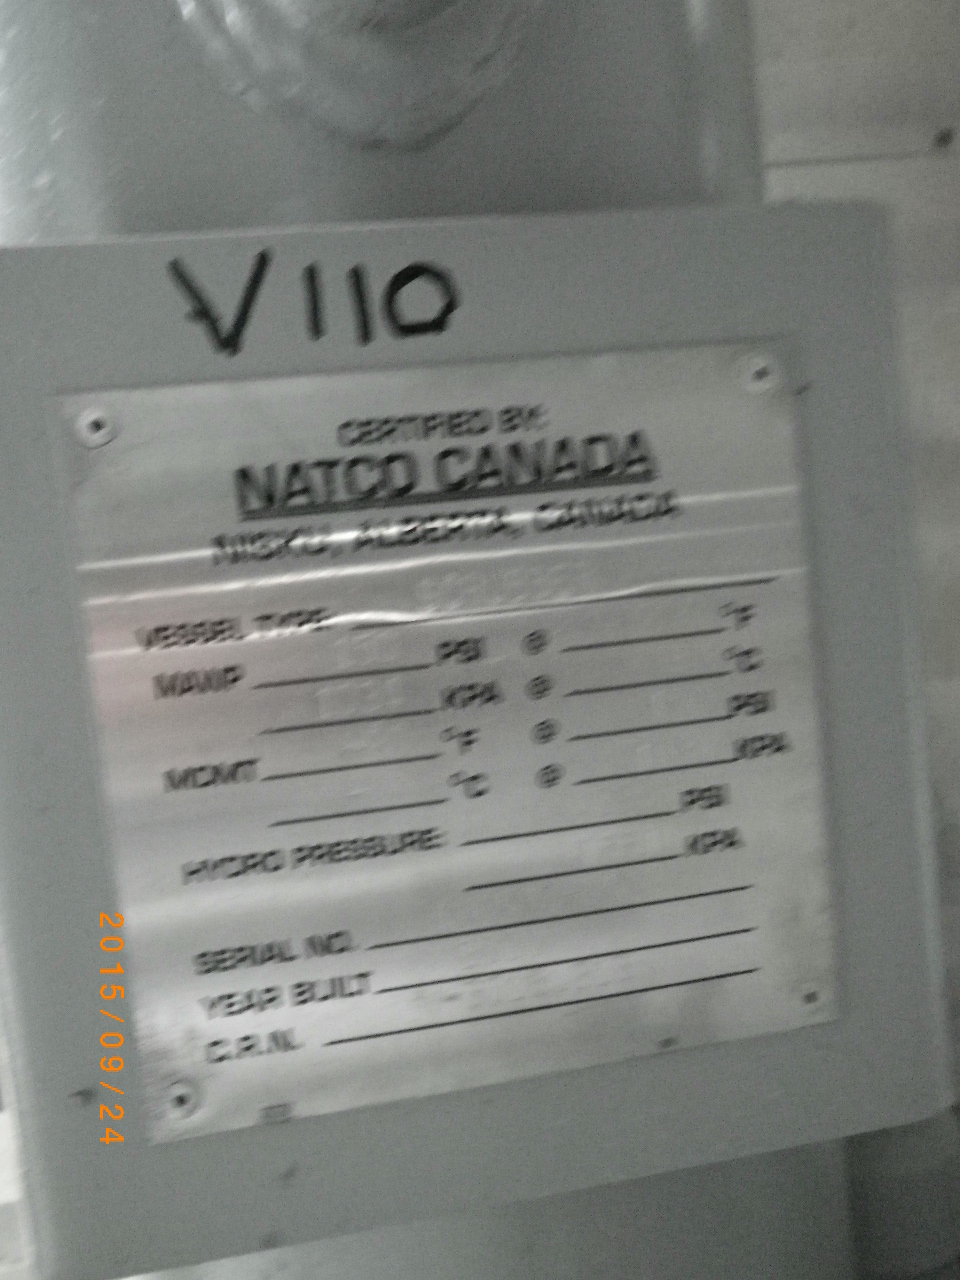 V110
CERTIFIED BY:
NATCO CANADA
NISKU, ALBERTA, CANADA
VESSEL TYPE:
MAWP PSI @ °F
KPA @ °C
MDMT °F @ PSI
°C @ KPA
HYDRO PRESSURE: PSI
KPA
SERIAL NO.
YEAR BUILT
C.R.N.
2015/09/24